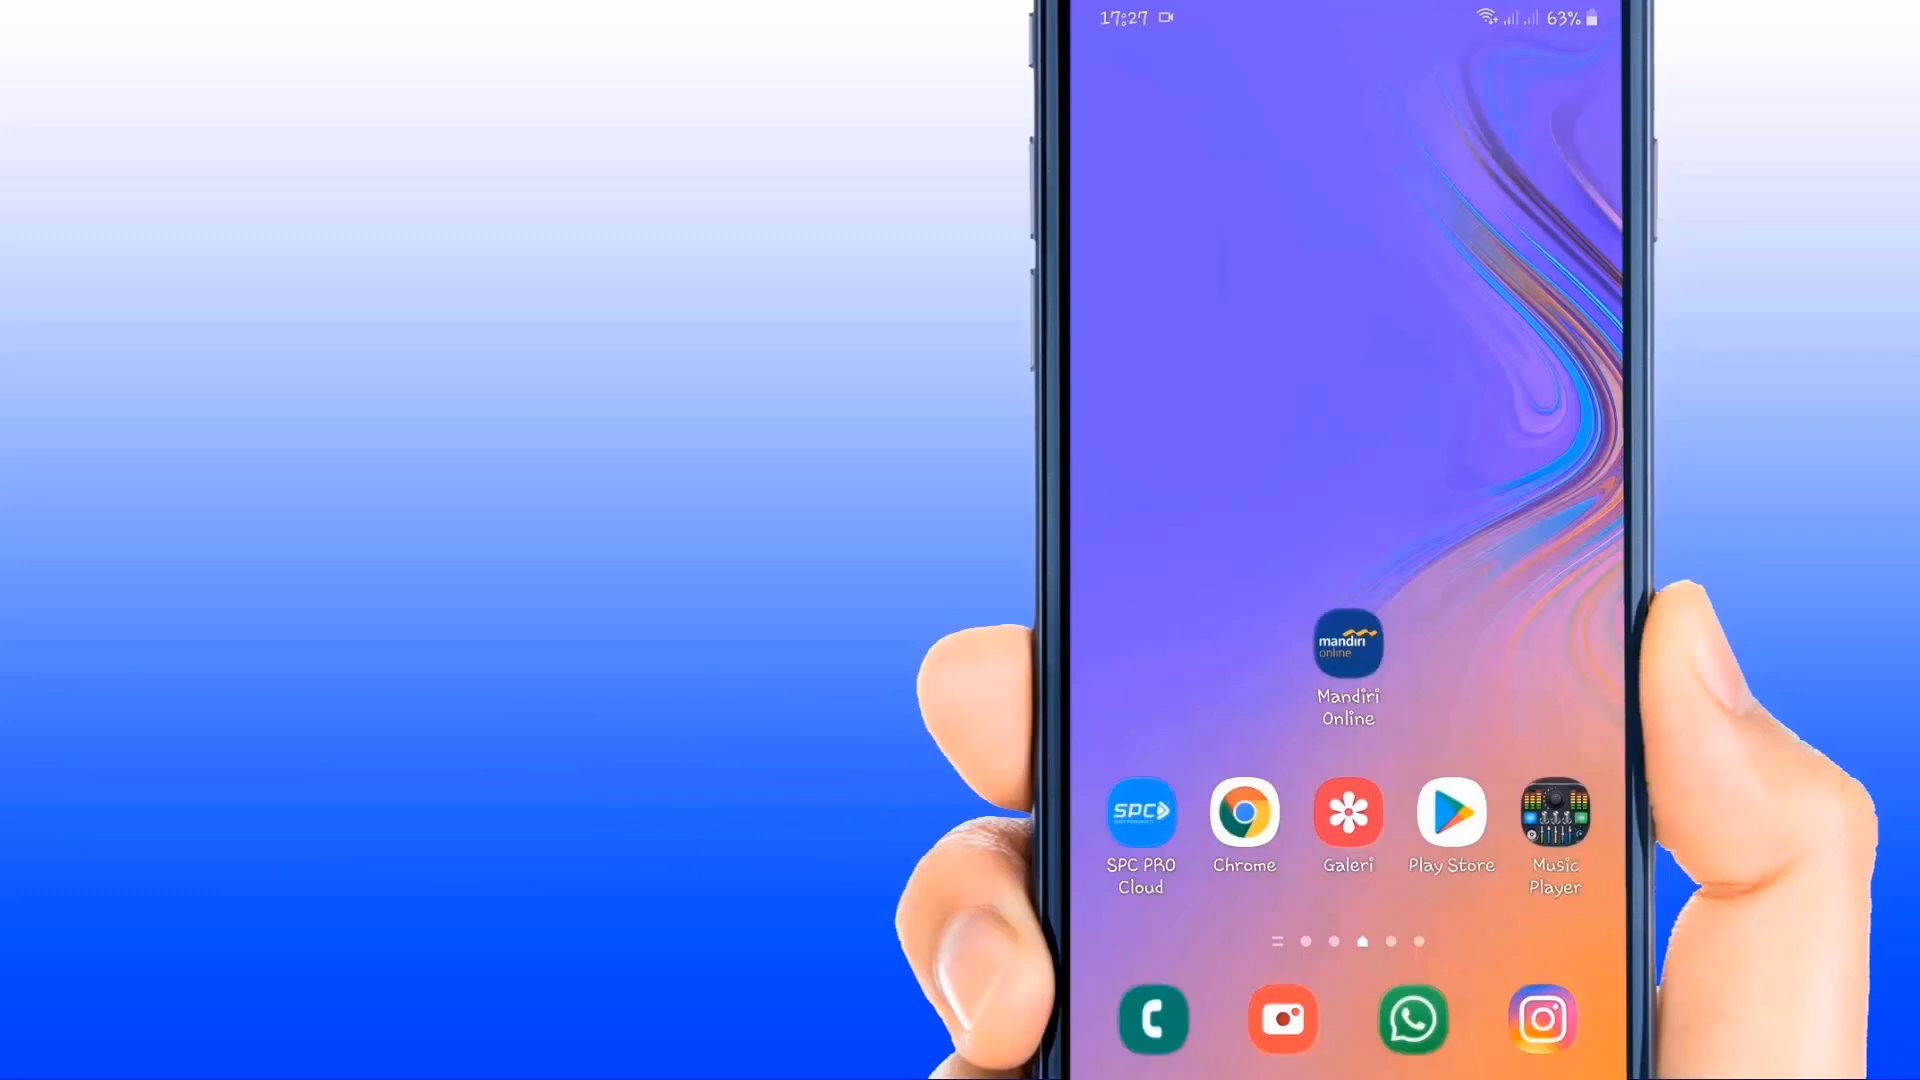 17:27
63%
mandiri
online
Mandiri
Online
SPC
SPC PRO
Cloud
Chrome
Galeri
Play Store
Music
Player